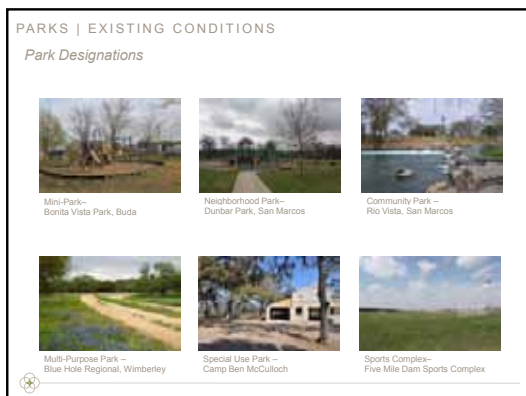 PARKS | EXISTING CONDITIONS
Park Designations
Mini-Park–
Bonita Vista Park, Buda
Neighborhood Park–
Dunbar Park, San Marcos
Community Park –
Rio Vista, San Marcos
Multi-Purpose Park –
Blue Hole Regional, Wimberley
Special Use Park –
Camp Ben McCulloch
Sports Complex–
Five Mile Dam Sports Complex